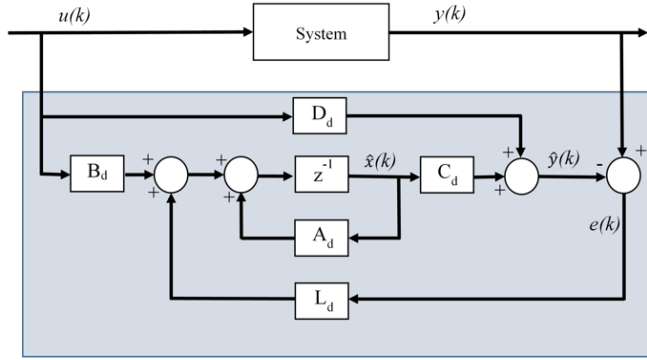 u(k)
y(k)
System
D_d
+
+
+ + + x̂(k) ŷ(k) -
B_d
z^-1
C_d
+ + +
e(k)
A_d
L_d